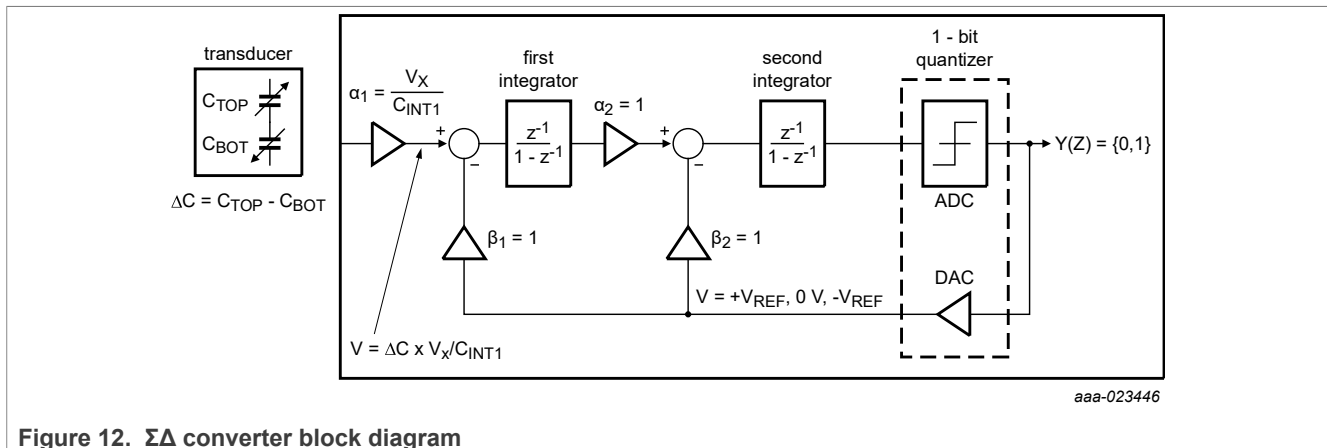 transducer
C_TOP
C_BOT
ΔC = C_TOP - C_BOT
α₁ = V_X
C_INT1
+
−
first
integrator
z⁻¹
1 - z⁻¹
α₂ = 1
+
−
second
integrator
z⁻¹
1 - z⁻¹
1 - bit
quantizer
ADC
Y(Z) = {0,1}
β₁ = 1
β₂ = 1
DAC
V = +V_REF, 0 V, -V_REF
V = ΔC x V_x/C_INT1
aaa-023446
Figure 12. ΣΔ converter block diagram